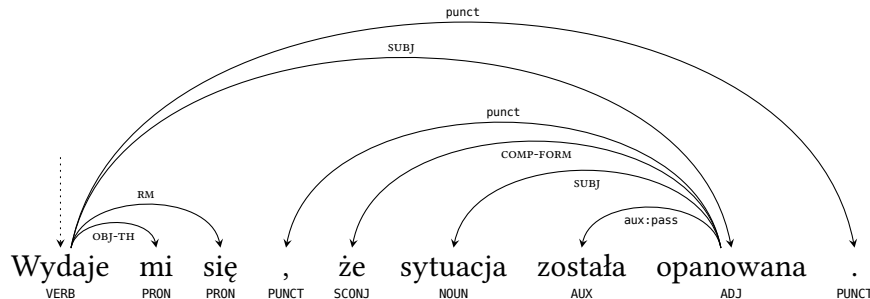 punct
SUBJ
punct
COMP-FORM
RM
SUBJ
OBJ-TH
aux:pass
Wydaje mi się , że sytuacja została opanowana .
VERB PRON PRON PUNCT SCONJ NOUN AUX ADJ PUNCT